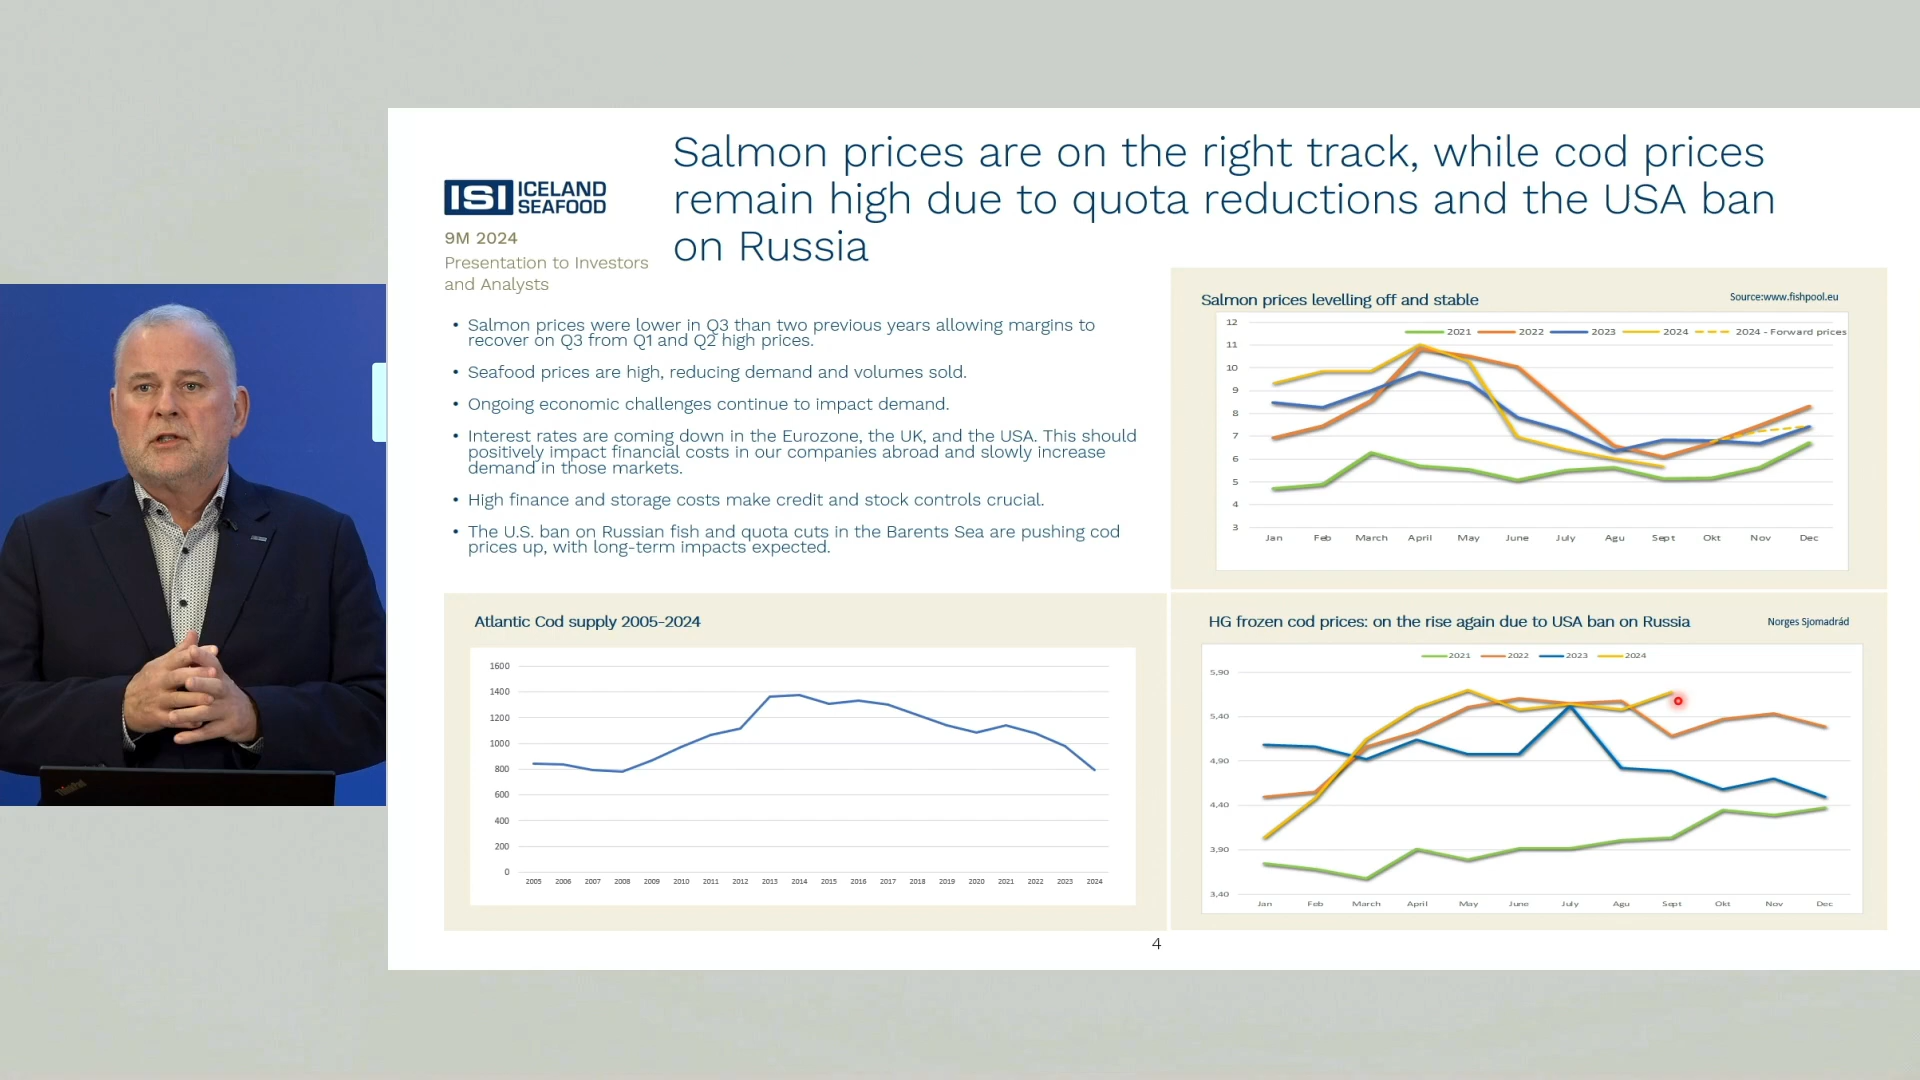 Salmon prices are on the right track, while cod prices
remain high due to quota reductions and the USA ban
on Russia
ISI ICELAND
SEAFOOD
9M 2024
Presentation to Investors
and Analysts
• Salmon prices were lower in Q3 than two previous years allowing margins to
recover on Q3 from Q1 and Q2 high prices.
• Seafood prices are high, reducing demand and volumes sold.
• Ongoing economic challenges continue to impact demand.
• Interest rates are coming down in the Eurozone, the UK, and the USA. This should
positively impact financial costs in our companies abroad and slowly increase
demand in those markets.
• High finance and storage costs make credit and stock controls crucial.
• The U.S. ban on Russian fish and quota cuts in the Barents Sea are pushing cod
prices up, with long-term impacts expected.
Salmon prices levelling off and stable
Source:www.fishpool.eu
2021 2022 2023 2024 2024 - Forward prices
12
11
10
9
8
7
6
5
4
3
Jan Feb March April May June July Agu Sept Okt Nov Dec
Atlantic Cod supply 2005-2024
1600
1400
1200
1000
800
600
400
200
0
2005 2006 2007 2008 2009 2010 2011 2012 2013 2014 2015 2016 2017 2018 2019 2020 2021 2022 2023 2024
HG frozen cod prices: on the rise again due to USA ban on Russia
Norges Sjomadrád
2021 2022 2023 2024
5,90
5,40
4,90
4,40
3,90
3,40
Jan Feb March April May June July Agu Sept Okt Nov Dec
4
ThinkPad